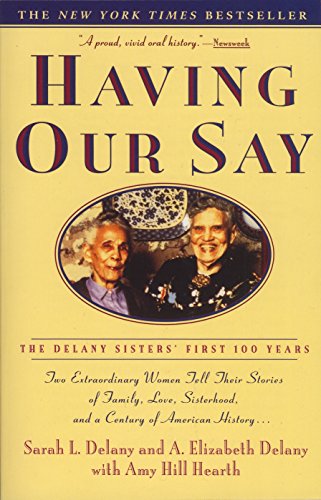 THE NEW YORK TIMES BESTSELLER
"A proud, vivid oral history."—Newsweek
HAVING
OUR SAY
THE DELANY SISTERS' FIRST 100 YEARS
Two Extraordinary Women Tell Their Stories
of Family, Love, Sisterhood,
and a Century of American History...
Sarah L. Delany and A. Elizabeth Delany
with Amy Hill Hearth